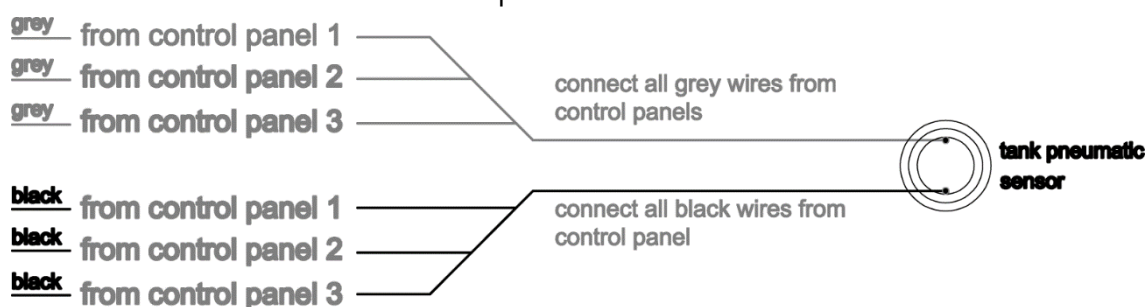 grey from control panel 1
grey from control panel 2
grey from control panel 3
connect all grey wires from
control panels
tank pneumatic
sensor
black from control panel 1
black from control panel 2
black from control panel 3
connect all black wires from
control panel